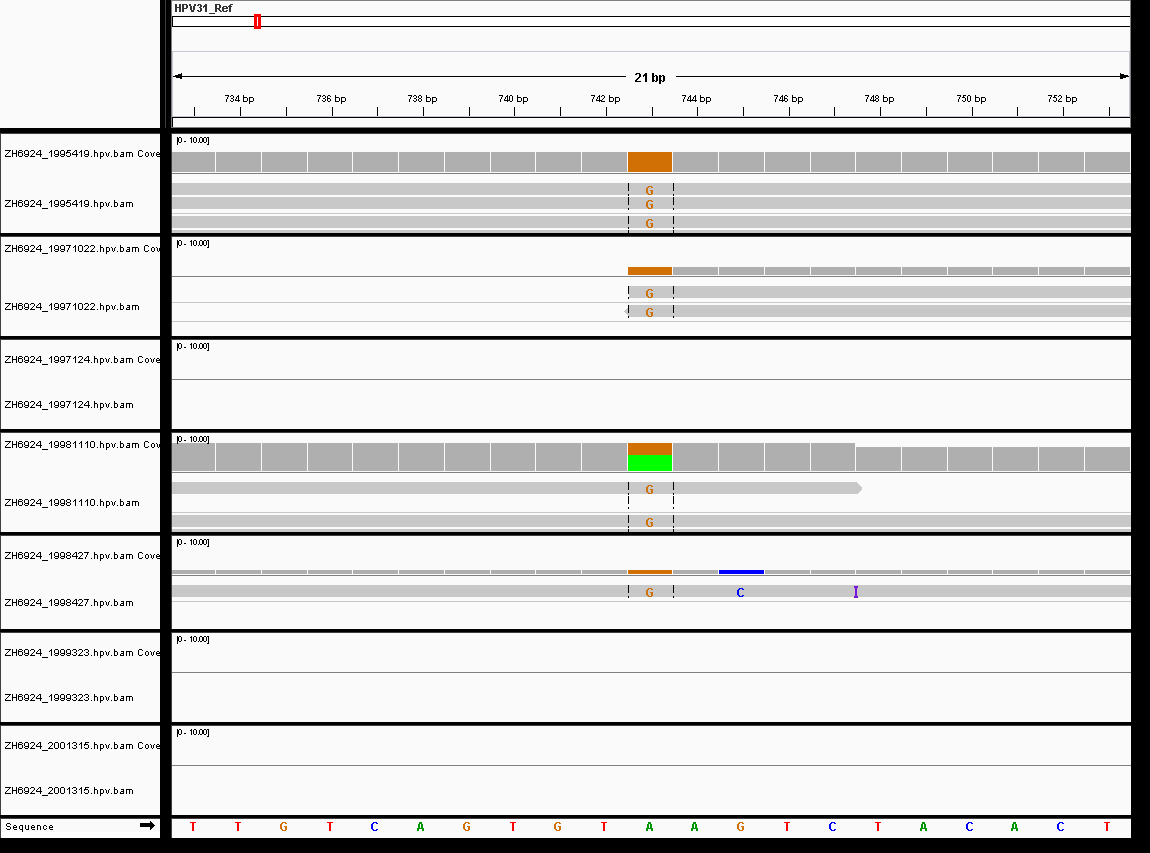 HPV31_Ref
21 bp
734 bp 736 bp 738 bp 740 bp 742 bp 744 bp 746 bp 748 bp 750 bp 752 bp
[0 - 10.00]
ZH6924_1995419.hpv.bam Cove
G
G
ZH6924_1995419.hpv.bam
G
[0 - 10.00]
ZH6924_19971022.hpv.bam Cov
G
ZH6924_19971022.hpv.bam
G
[0 - 10.00]
ZH6924_1997124.hpv.bam Cove
ZH6924_1997124.hpv.bam
[0 - 10.00]
ZH6924_19981110.hpv.bam Cov
G
ZH6924_19981110.hpv.bam
G
[0 - 10.00]
ZH6924_1998427.hpv.bam Cove
G C I
ZH6924_1998427.hpv.bam
[0 - 10.00]
ZH6924_1999323.hpv.bam Cove
ZH6924_1999323.hpv.bam
[0 - 10.00]
ZH6924_2001315.hpv.bam Cove
ZH6924_2001315.hpv.bam
Sequence T T G T C A G T G T A A G T C T A C A C T